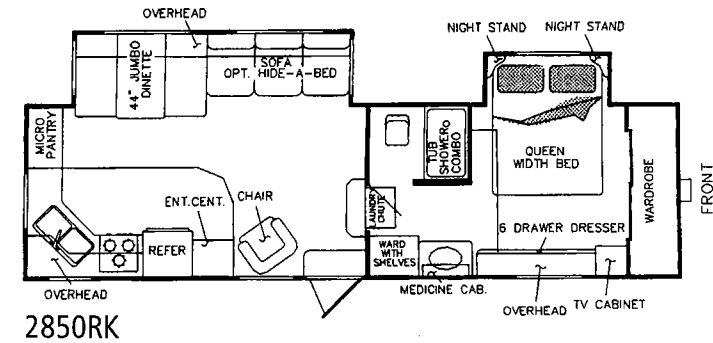 OVERHEAD
NIGHT STAND
NIGHT STAND
44" JUMBO
DINETTE
SOFA
OPT. HIDE-A-BED
MICRO
PANTRY
TUB
SHOWER
COMBO
QUEEN
WIDTH BED
WARDROBE
FRONT
ENT.CENT.
CHAIR
LAUNDRY
CHUTE
6 DRAWER DRESSER
REFER
WARD
WITH
SHELVES
MEDICINE CAB.
OVERHEAD
OVERHEAD
TV CABINET
2850RK